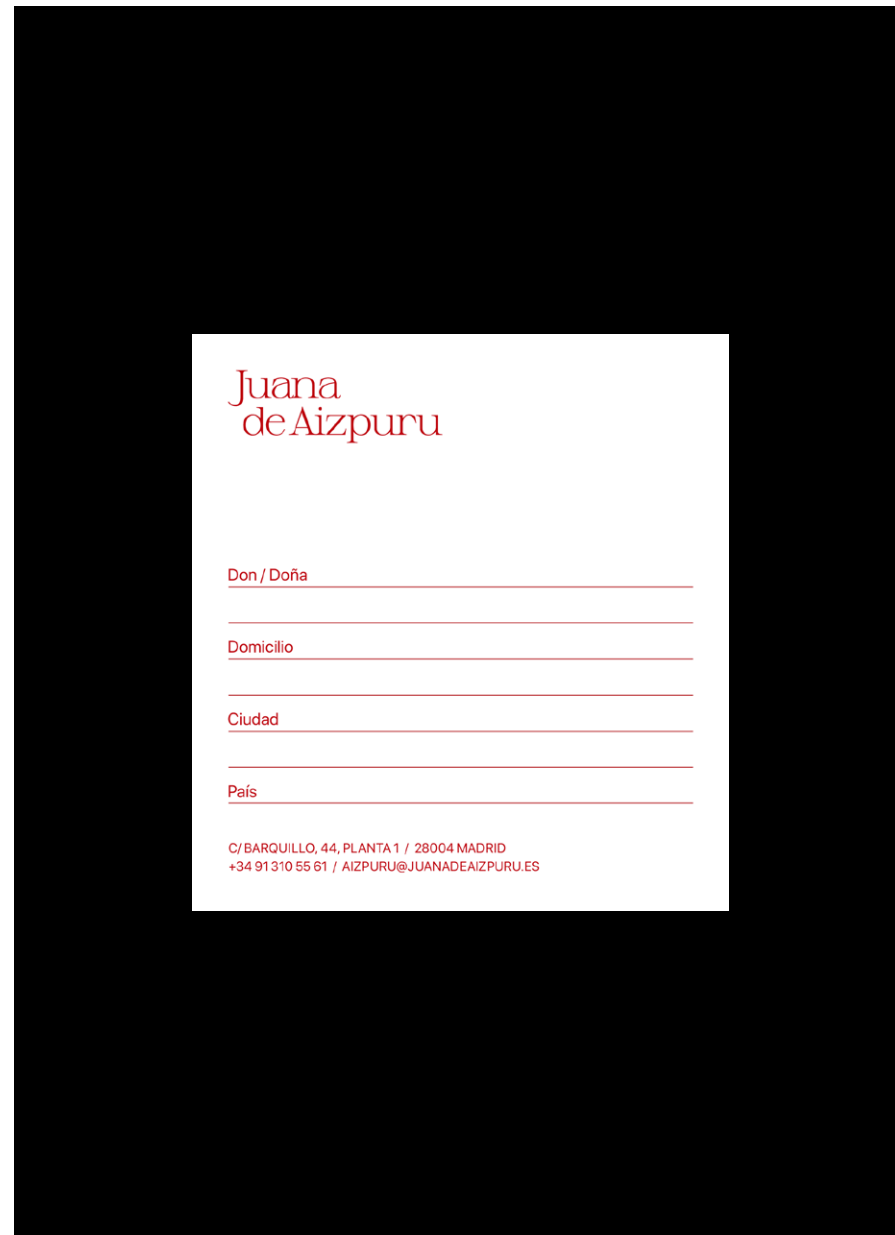 Juana
de Aizpuru
Don / Doña
Domicilio
Ciudad
País
C/ BARQUILLO, 44, PLANTA 1 / 28004 MADRID
+34 91 310 55 61 / AIZPURU@JUANADEAIZPURU.ES